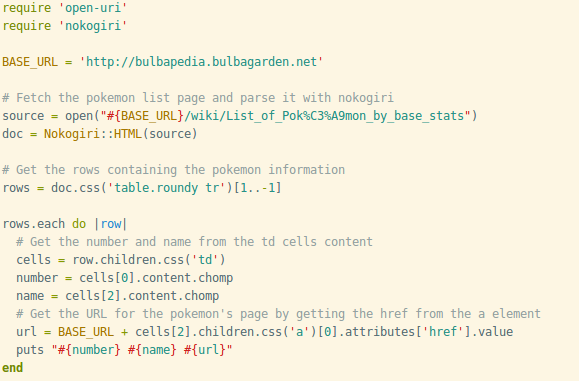 require 'open-uri'
require 'nokogiri'
BASE_URL = 'http://bulbapedia.bulbagarden.net'
# Fetch the pokemon list page and parse it with nokogiri
source = open("#{BASE_URL}/wiki/List_of_Pok%C3%A9mon_by_base_stats")
doc = Nokogiri::HTML(source)
# Get the rows containing the pokemon information
rows = doc.css('table.roundy tr')[1..-1]
rows.each do |row|
  # Get the number and name from the td cells content
  cells = row.children.css('td')
  number = cells[0].content.chomp
  name = cells[2].content.chomp
  # Get the URL for the pokemon's page by getting the href from the a element
  url = BASE_URL + cells[2].children.css('a')[0].attributes['href'].value
  puts "#{number} #{name} #{url}"
end